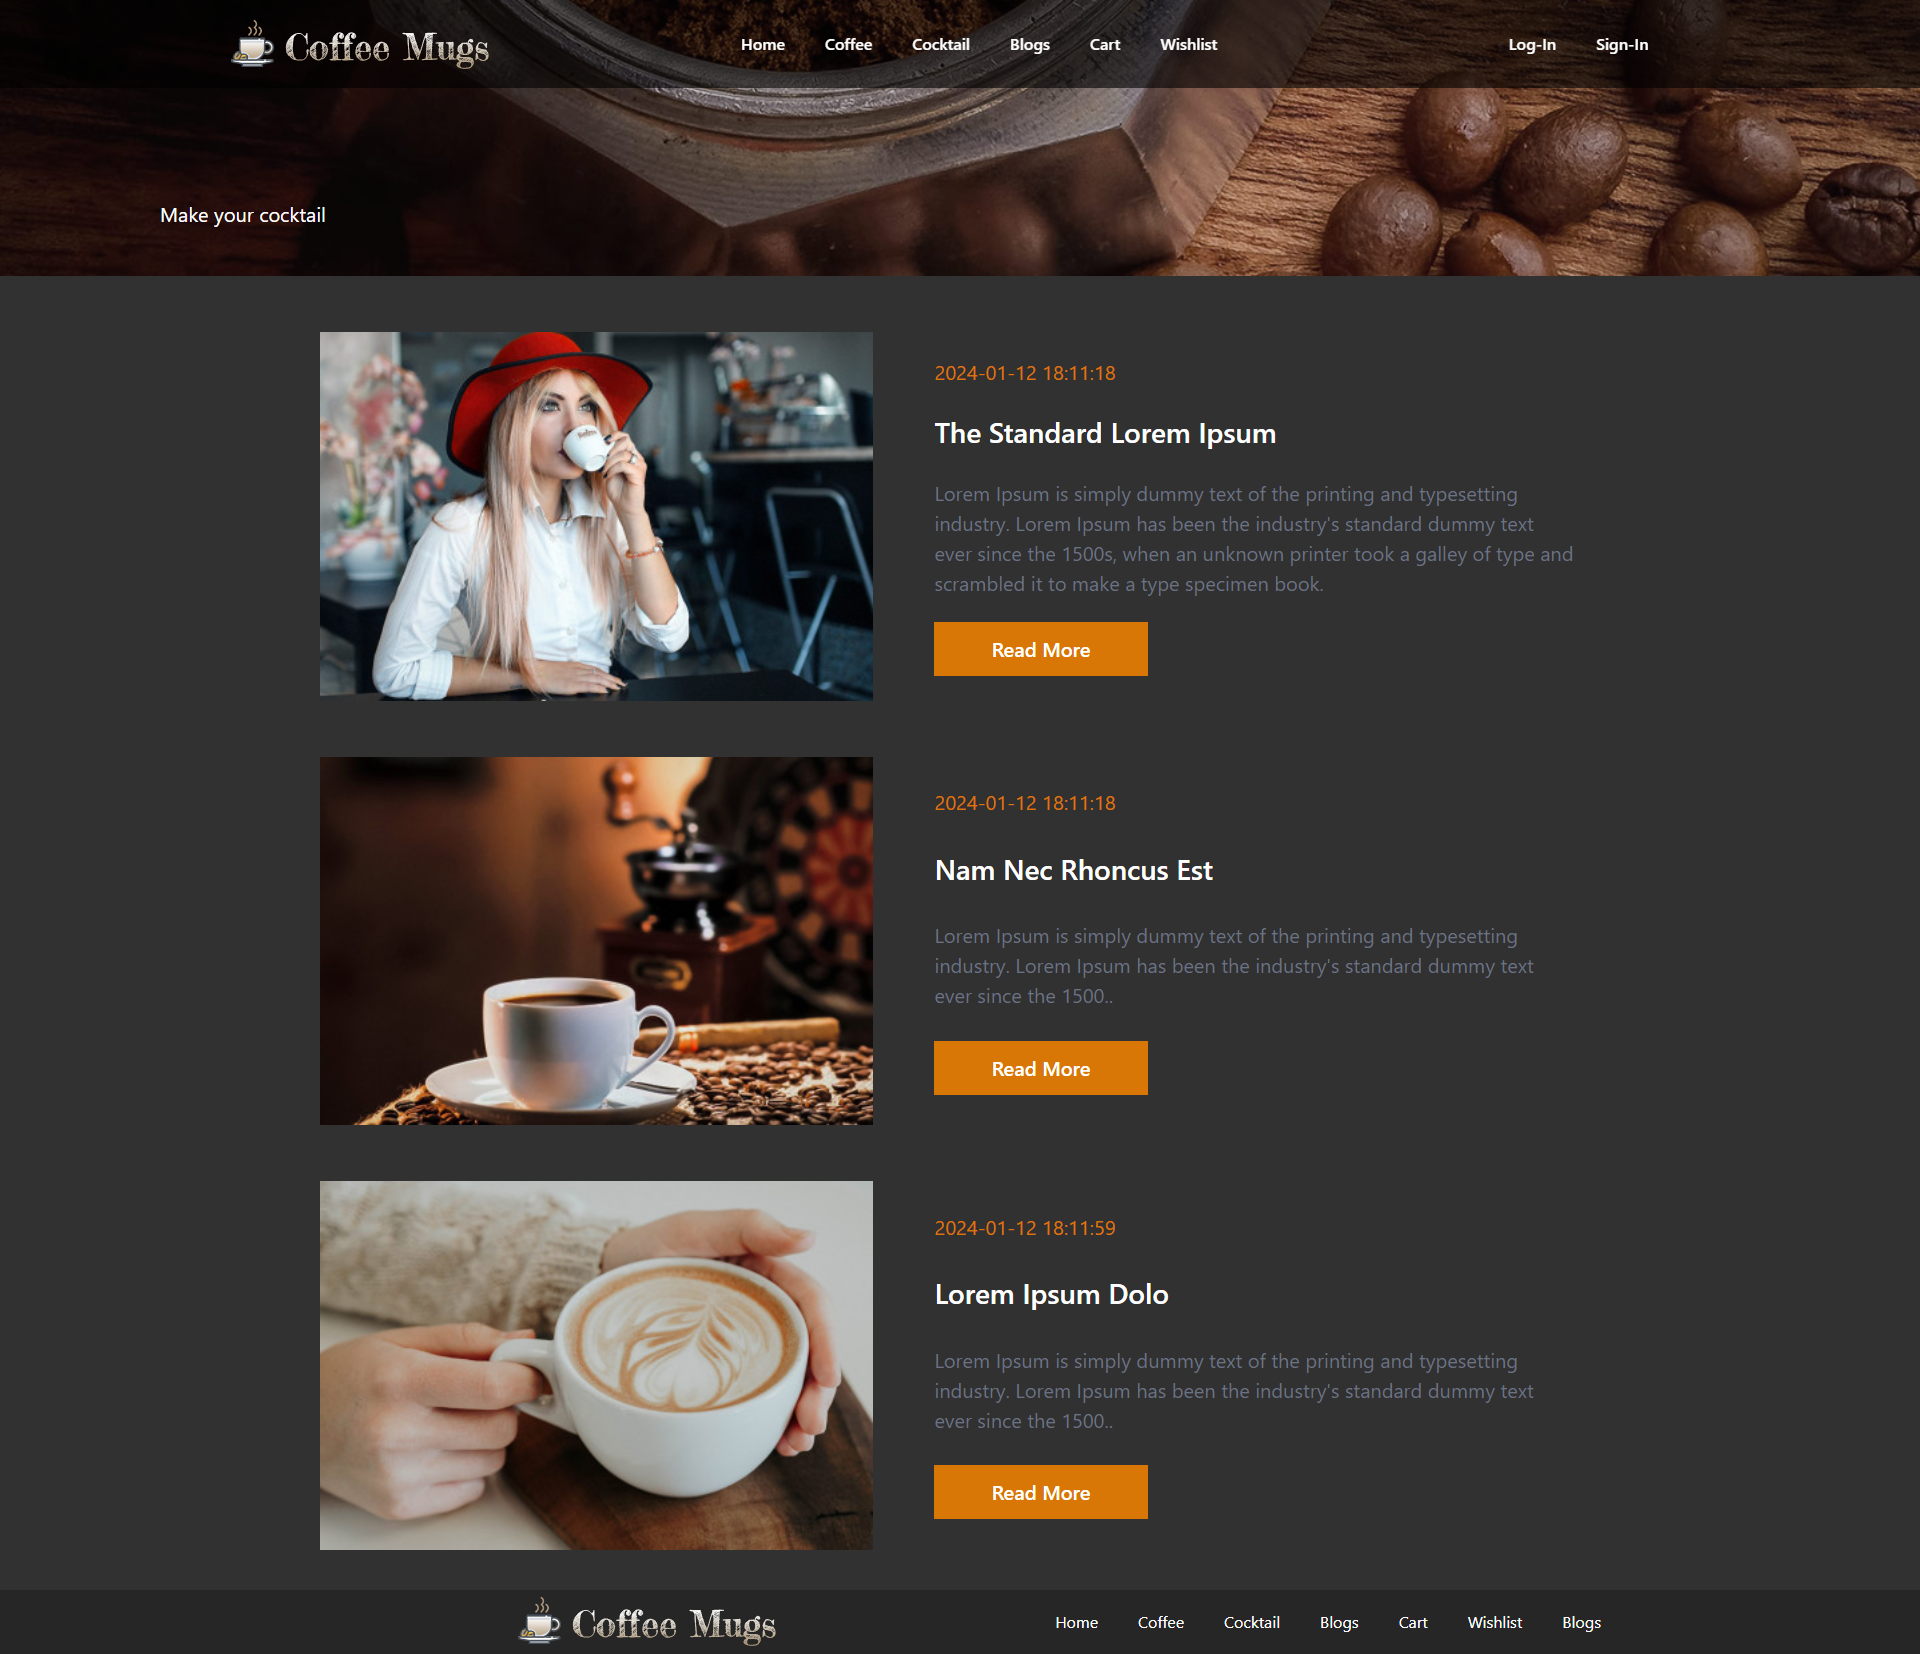 Coffee Mugs
Home Coffee Cocktail Blogs Cart Wishlist
Log-In Sign-In
Make your cocktail
2024-01-12 18:11:18
The Standard Lorem Ipsum
Lorem Ipsum is simply dummy text of the printing and typesetting
industry. Lorem Ipsum has been the industry's standard dummy text
ever since the 1500s, when an unknown printer took a galley of type and
scrambled it to make a type specimen book.
Read More
2024-01-12 18:11:18
Nam Nec Rhoncus Est
Lorem Ipsum is simply dummy text of the printing and typesetting
industry. Lorem Ipsum has been the industry's standard dummy text
ever since the 1500..
Read More
2024-01-12 18:11:59
Lorem Ipsum Dolo
Lorem Ipsum is simply dummy text of the printing and typesetting
industry. Lorem Ipsum has been the industry's standard dummy text
ever since the 1500..
Read More
Coffee Mugs
Home Coffee Cocktail Blogs Cart Wishlist Blogs